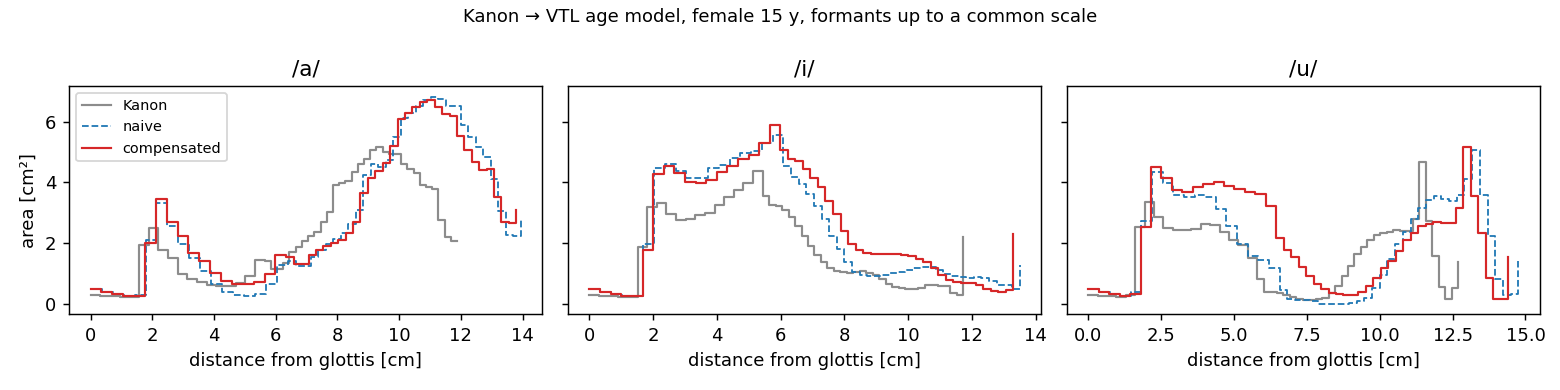 Kanon → VTL age model, female 15 y, formants up to a common scale
/a/
/i/
/u/
Kanon
naive
compensated
area [cm²]
6
4
2
0
0 2 4 6 8 10 12 14
0 2 4 6 8 10 12 14
0.0 2.5 5.0 7.5 10.0 12.5 15.0
distance from glottis [cm]
distance from glottis [cm]
distance from glottis [cm]